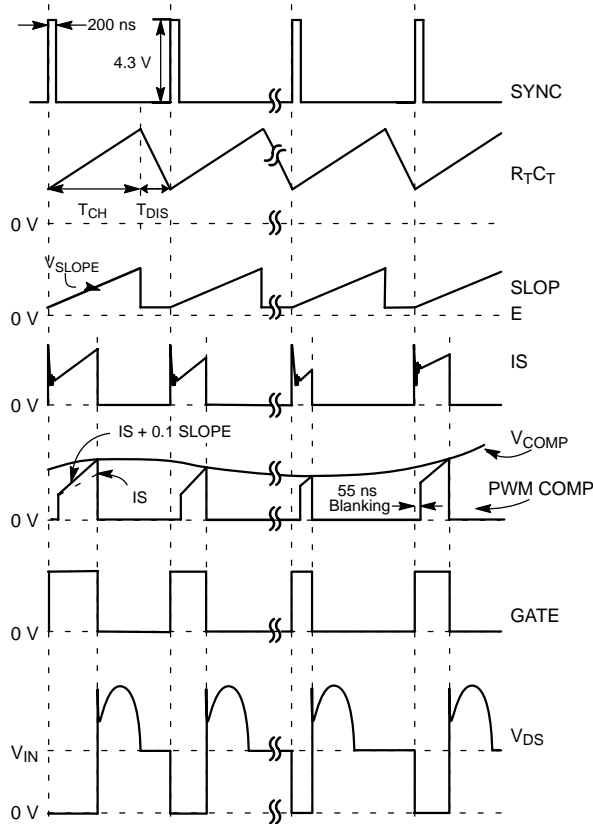 200 ns
4.3 V
SYNC
RTCT
TCH
TDIS
0 V
VSLOPE
SLOP
E
0 V
IS
0 V
IS + 0.1 SLOPE
VCOMP
IS
55 ns
Blanking
PWM COMP
0 V
GATE
0 V
VIN
VDS
0 V